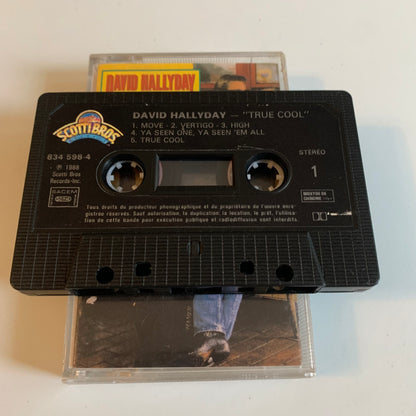 DAVID HALLYDAY
SCOTTI BROS
DAVID HALLYDAY — "TRUE COOL"
1. MOVE - 2. VERTIGO - 3. HIGH
4. YA SEEN ONE, YA SEEN 'EM ALL
5. TRUE COOL
834 598-4
℗ 1988
Scotti Bros
Records-Inc.
STEREO
1
SACEM
Tous droits du producteur phonographique et du propriétaire de l'œuvre enre-
gistrée réservés. Sauf autorisation, la duplication, la location, le prêt, l'utilisa-
tion de cette bande pour exécution publique et radiodiffusion sont interdits.